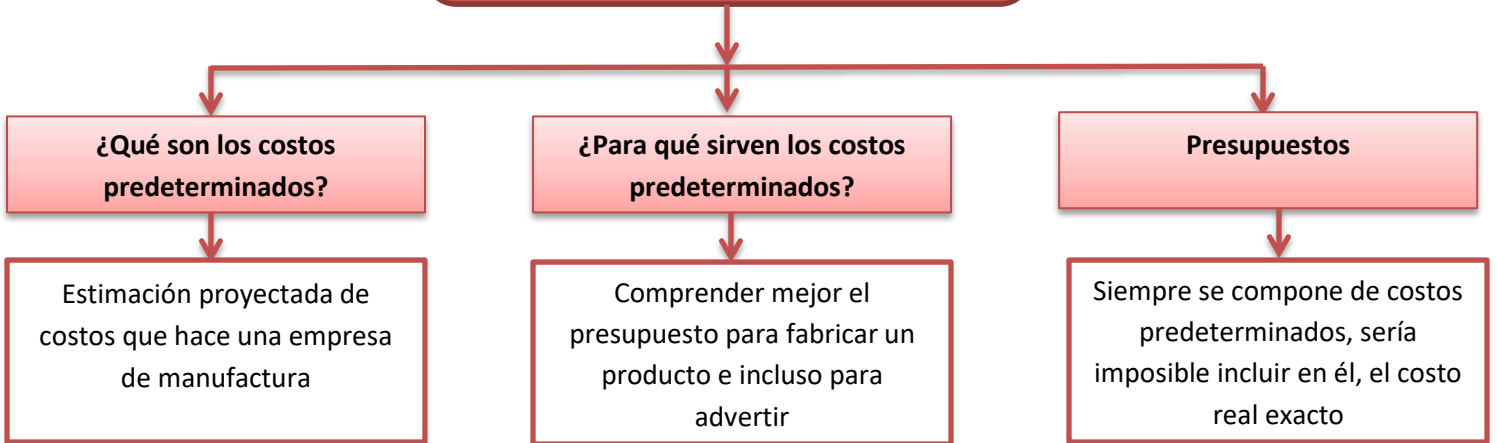 ¿Qué son los costos
predeterminados?
¿Para qué sirven los costos
predeterminados?
Presupuestos
Estimación proyectada de
costos que hace una empresa
de manufactura
Comprender mejor el
presupuesto para fabricar un
producto e incluso para
advertir
Siempre se compone de costos
predeterminados, sería
imposible incluir en él, el costo
real exacto